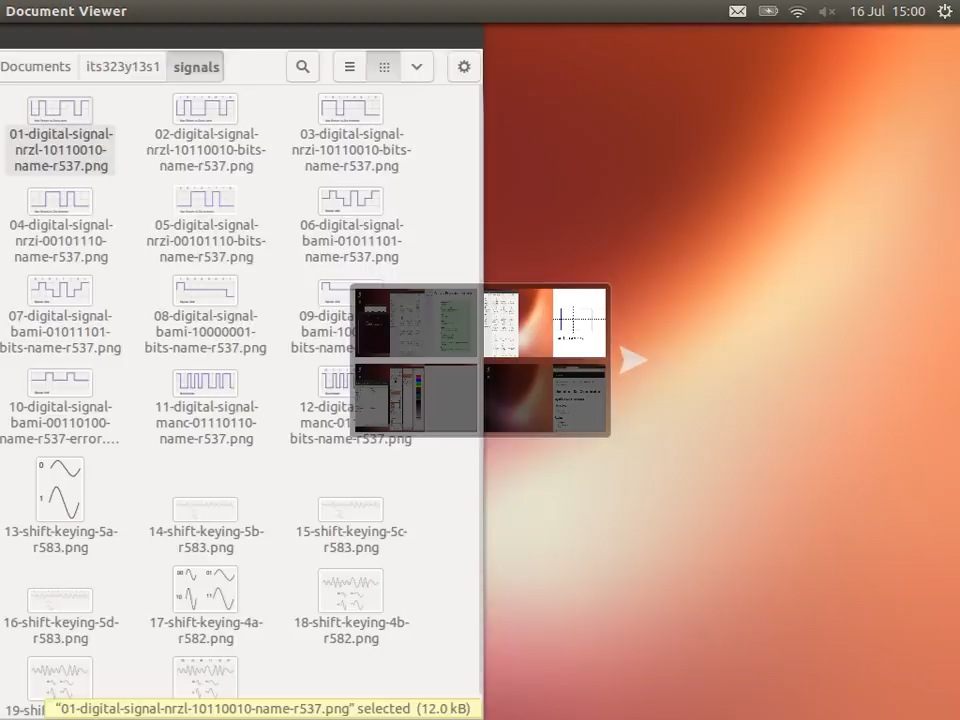 Document Viewer
16 Jul 15:00
Documents its323y13s1 signals
01-digital-signal-
nrzl-10110010-
name-r537.png
02-digital-signal-
nrzl-10110010-bits-
name-r537.png
03-digital-signal-
nrzi-10110010-bits-
name-r537.png
04-digital-signal-
nrzi-00101110-
name-r537.png
05-digital-signal-
nrzi-00101110-bits-
name-r537.png
06-digital-signal-
bami-01011101-
name-r537.png
07-digital-signal-
bami-01011101-
bits-name-r537.png
08-digital-signal-
bami-10000001-
bits-name-r537.png
09-digital-signal-
bits-name-r537.png
10-digital-signal-
bami-00110100-
name-r537-error....
11-digital-signal-
manc-01110110-
name-r537.png
12-digital-signal-
manc-01
bits-name-r537.png
13-shift-keying-5a-
r583.png
14-shift-keying-5b-
r583.png
15-shift-keying-5c-
r583.png
16-shift-keying-5d-
r583.png
17-shift-keying-4a-
r582.png
18-shift-keying-4b-
r582.png
19-shif
“01-digital-signal-nrzl-10110010-name-r537.png” selected (12.0 kB)